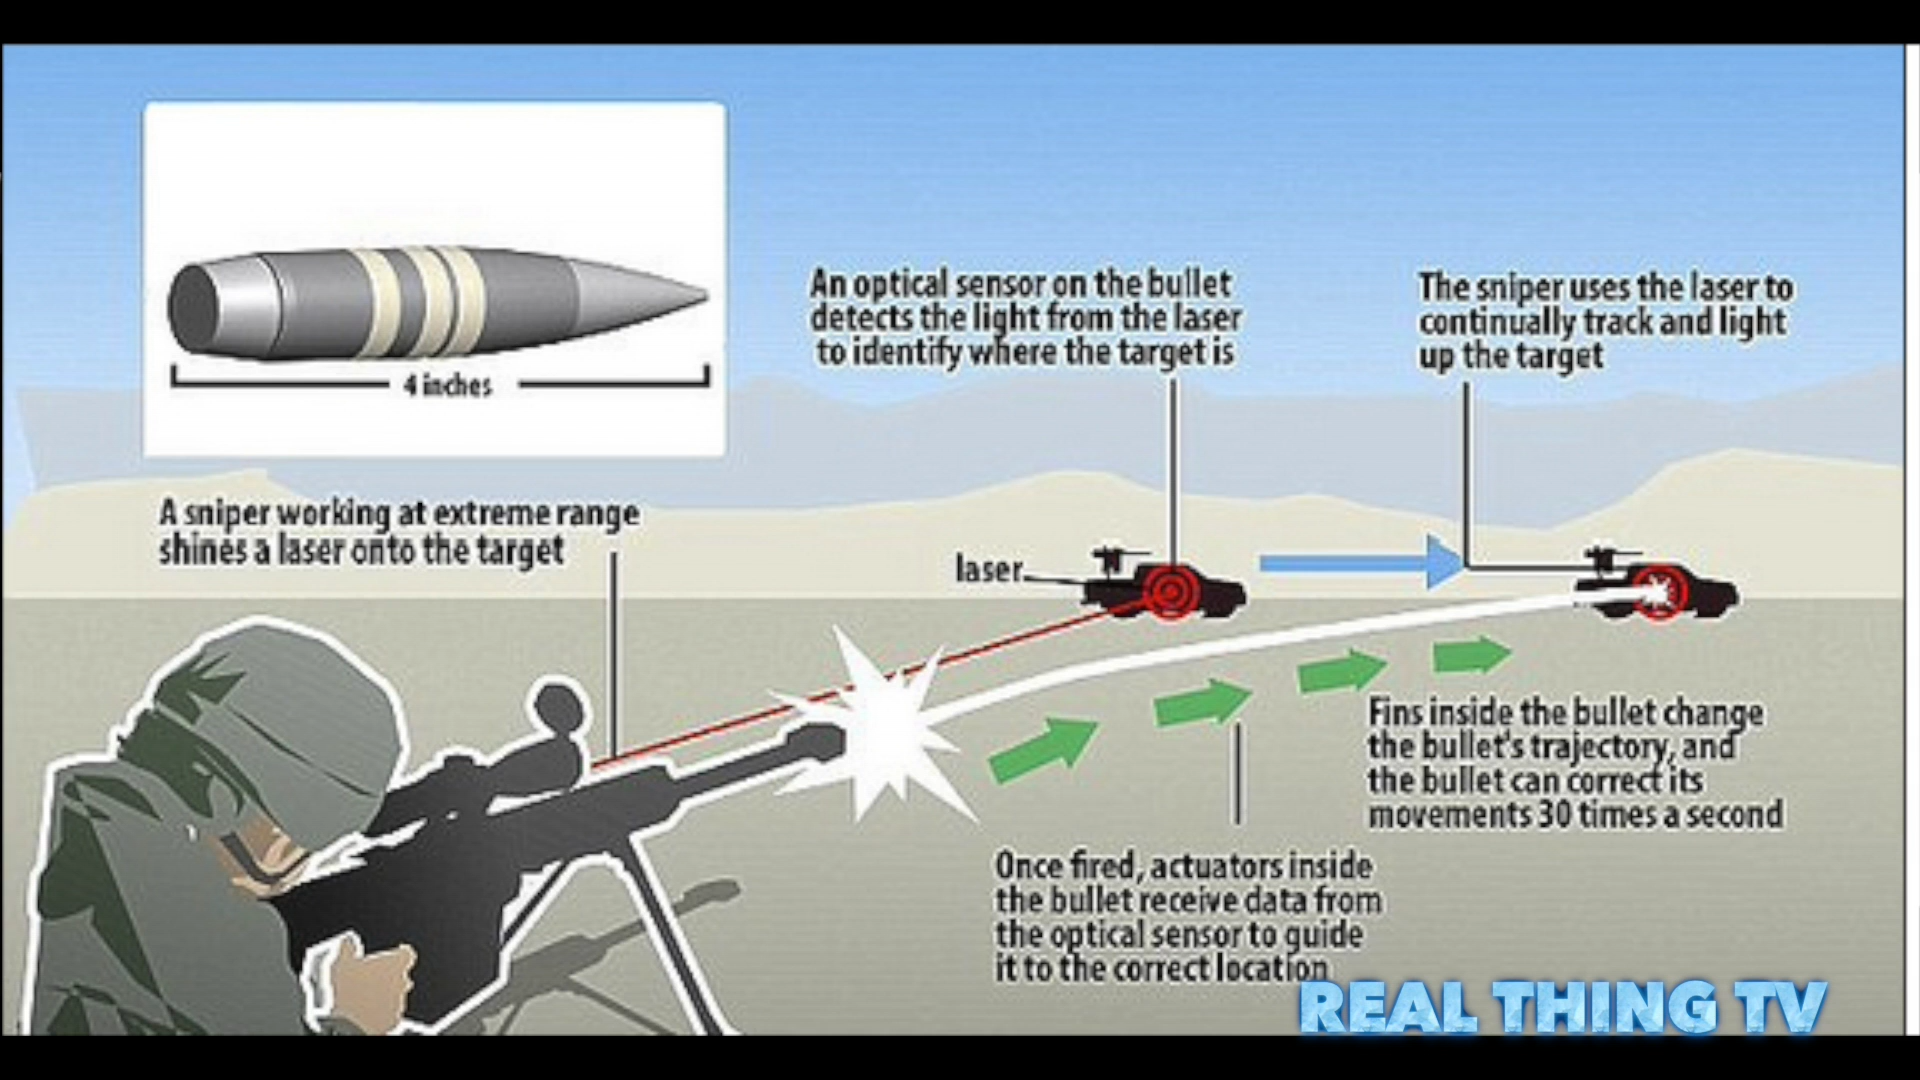 4 inches
An optical sensor on the bullet
detects the light from the laser
to identify where the target is
The sniper uses the laser to
continually track and light
up the target
A sniper working at extreme range
shines a laser onto the target
laser
Fins inside the bullet change
the bullet's trajectory, and
the bullet can correct its
movements 30 times a second
Once fired, actuators inside
the bullet receive data from
the optical sensor to guide
it to the correct location
REAL THING TV